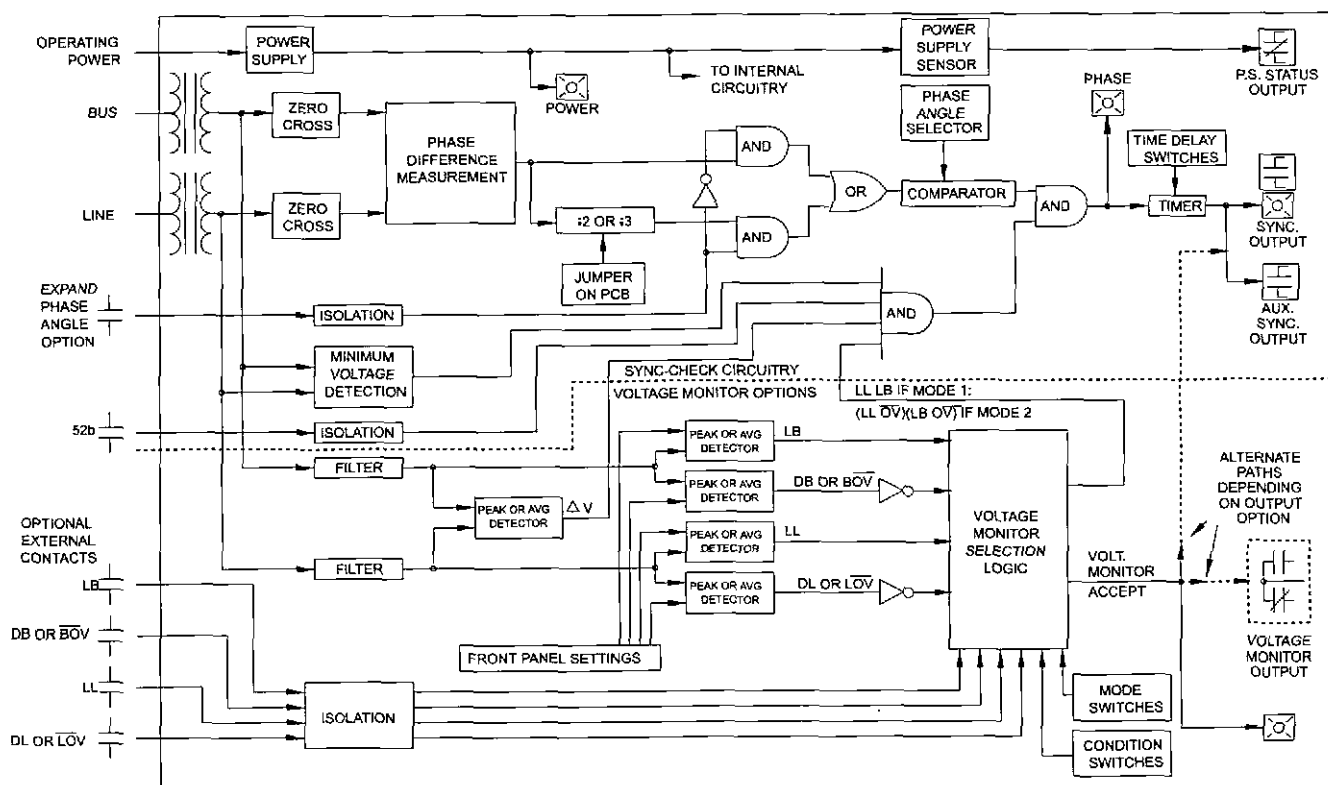 OPERATING
POWER
POWER
SUPPLY
POWER
TO INTERNAL
CIRCUITRY
POWER
SUPPLY
SENSOR
P.S. STATUS
OUTPUT
BUS
ZERO
CROSS
PHASE
DIFFERENCE
MEASUREMENT
AND
PHASE
ANGLE
SELECTOR
PHASE
TIME DELAY
SWITCHES
LINE
ZERO
CROSS
÷2 OR ÷3
JUMPER
ON PCB
AND
OR
COMPARATOR
AND
TIMER
SYNC.
OUTPUT
AUX.
SYNC.
OUTPUT
EXPAND
PHASE
ANGLE
OPTION
ISOLATION
AND
MINIMUM
VOLTAGE
DETECTION
SYNC-CHECK CIRCUITRY
VOLTAGE MONITOR OPTIONS
LL LB IF MODE 1:
(LL O̅V̅)(LB O̅V̅) IF MODE 2
52b
ISOLATION
FILTER
PEAK OR AVG
DETECTOR
ΔV
FILTER
PEAK OR AVG
DETECTOR
LB
PEAK OR AVG
DETECTOR
DB OR B̅O̅V̅
PEAK OR AVG
DETECTOR
LL
PEAK OR AVG
DETECTOR
DL OR L̅O̅V̅
VOLTAGE
MONITOR
SELECTION
LOGIC
VOLT.
MONITOR
ACCEPT
ALTERNATE
PATHS
DEPENDING
ON OUTPUT
OPTION
VOLTAGE
MONITOR
OUTPUT
OPTIONAL
EXTERNAL
CONTACTS
LB
DB OR B̅O̅V̅
LL
DL OR L̅O̅V̅
FRONT PANEL SETTINGS
ISOLATION
MODE
SWITCHES
CONDITION
SWITCHES